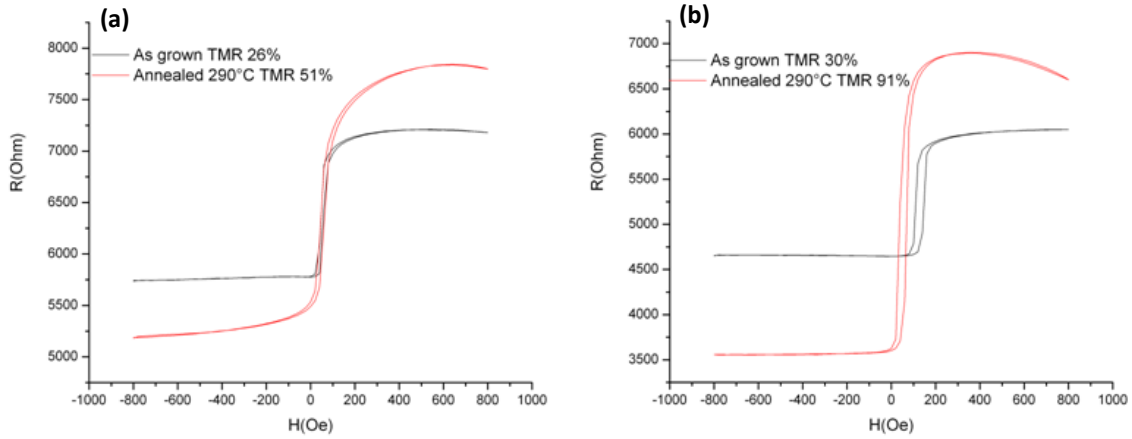 (a)
As grown TMR 26%
Annealed 290°C TMR 51%
8000
7500
7000
6500
6000
5500
5000
R(Ohm)
-1000 -800 -600 -400 -200 0 200 400 600 800 1000
H(Oe)
(b)
As grown TMR 30%
Annealed 290°C TMR 91%
7000
6500
6000
5500
5000
4500
4000
3500
R(Ohm)
-1000 -800 -600 -400 -200 0 200 400 600 800 1000
H(Oe)